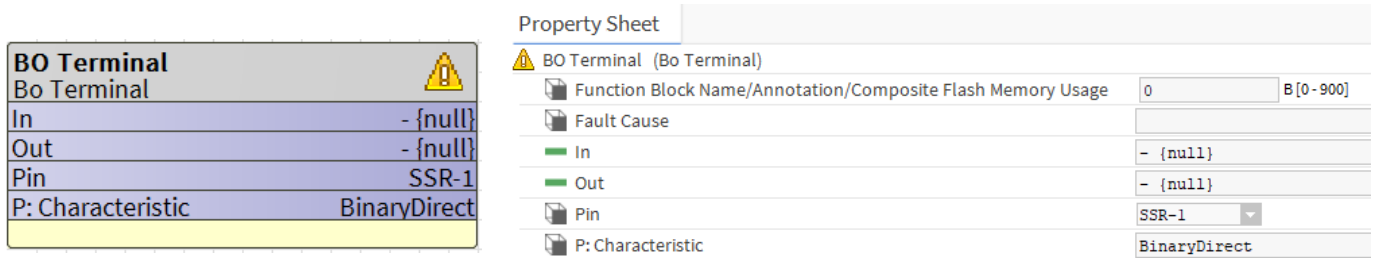 BO Terminal
Bo Terminal
In - {null}
Out - {null}
Pin SSR-1
P: Characteristic BinaryDirect
Property Sheet
BO Terminal (Bo Terminal)
Function Block Name/Annotation/Composite Flash Memory Usage 0 B [0 - 900]
Fault Cause
In - {null}
Out - {null}
Pin SSR-1
P: Characteristic BinaryDirect